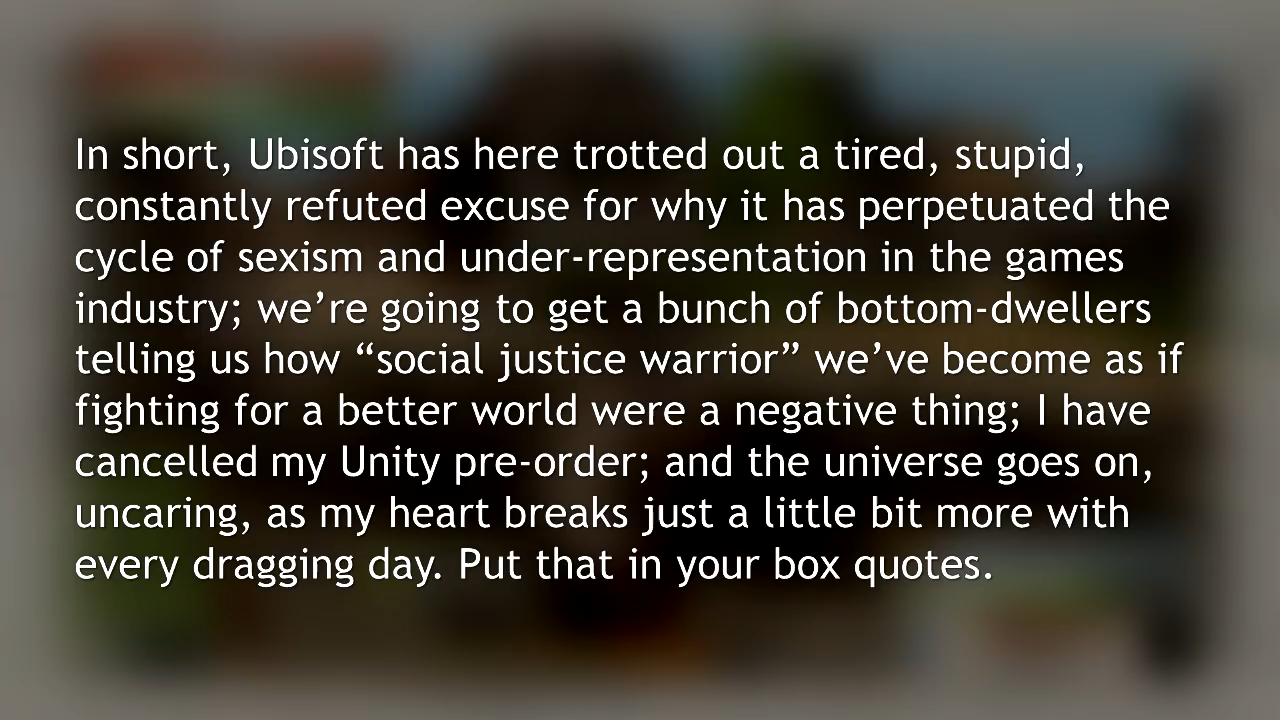 In short, Ubisoft has here trotted out a tired, stupid,
constantly refuted excuse for why it has perpetuated the
cycle of sexism and under-representation in the games
industry; we’re going to get a bunch of bottom-dwellers
telling us how “social justice warrior” we’ve become as if
fighting for a better world were a negative thing; I have
cancelled my Unity pre-order; and the universe goes on,
uncaring, as my heart breaks just a little bit more with
every dragging day. Put that in your box quotes.